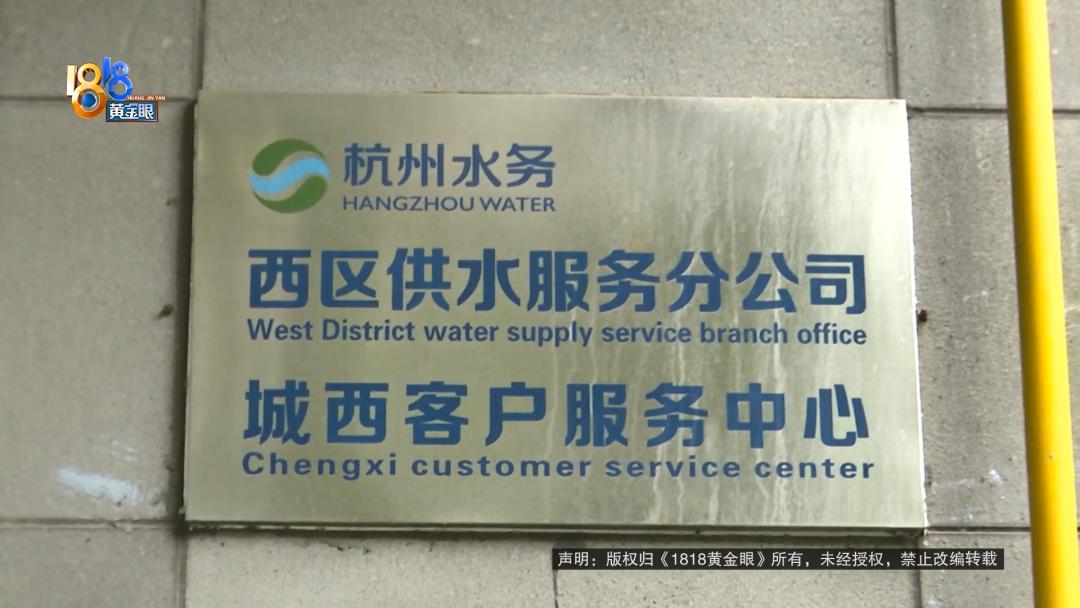 1818
HUANG JIN YAN
黄金眼
杭州水务
HANGZHOU WATER
西区供水服务分公司
West District water supply service branch office
城西客户服务中心
Chengxi customer service center
声明：版权归《1818黄金眼》所有，未经授权，禁止改编转载